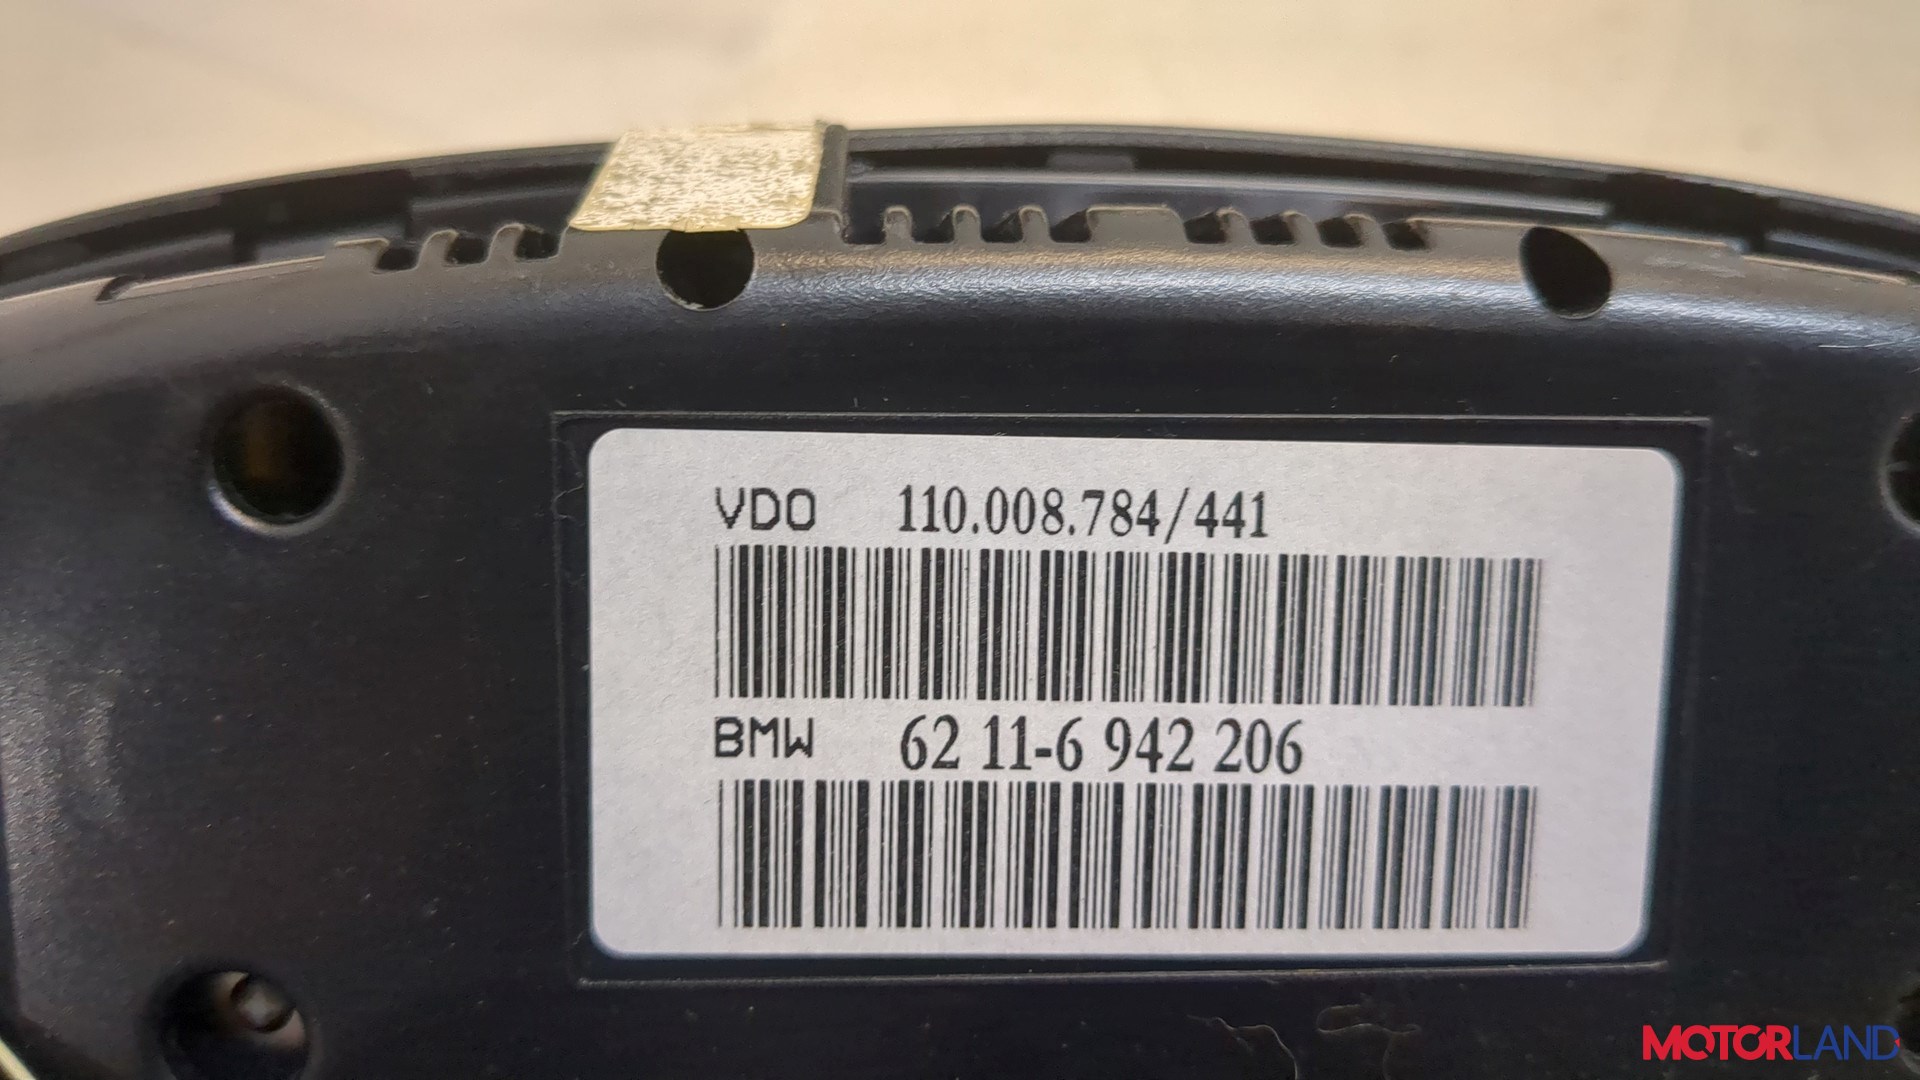 VDO 110.008.784/441
BMW 62 11-6 942 206
MOTORLAND